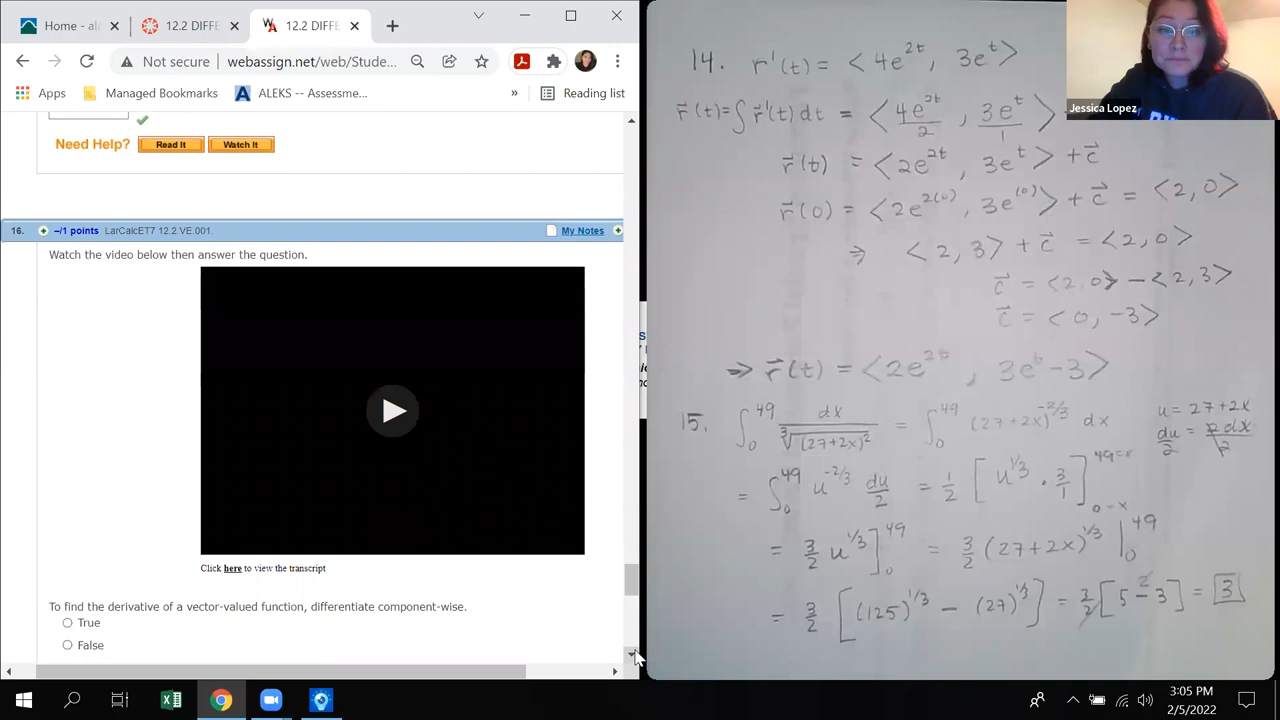 Home - al
12.2 DIFFE
12.2 DIFFE
Not secure
webassign.net/web/Stude...
Apps
Managed Bookmarks
ALEKS -- Assessme...
»
Reading list
Need Help?
Read It
Watch It
16.
–/1 points
LarCalcET7 12.2.VE.001.
My Notes
Watch the video below then answer the question.
Click here to view the transcript
To find the derivative of a vector-valued function, differentiate component-wise.
True
False
14. r'(t) = < 4e^{2t}, 3e^{t} >
r⃗(t) = ∫ r⃗'(t) dt = < 4e^{2t}/2, 3e^{t}/1 >
r⃗(t) = < 2e^{2t}, 3e^{t} > + c⃗
r⃗(0) = < 2e^{2(0)}, 3e^{(0)} > + c⃗ = < 2, 0 >
⇒ < 2, 3 > + c⃗ = < 2, 0 >
c⃗ = < 2, 0 > – < 2, 3 >
c⃗ = < 0, -3 >
⇒ r⃗(t) = < 2e^{2t}, 3e^{t} - 3 >
15. ∫_0^49 dx/∛(27+2x)² = ∫_0^49 (27+2x)^{-2/3} dx
u = 27+2x
du/2 = 2dx/2
= ∫_0^49 u^{-2/3} du/2 = 1/2 [ u^{1/3} · 3/1 ]_{0=x}^{49=x}
= 3/2 u^{1/3} ]_0^49 = 3/2 (27+2x)^{1/3} |_0^49
= 3/2 [ (125)^{1/3} – (27)^{1/3} ] = 3/2 [ 5 – 3 ] 2 = 3
Jessica Lopez
3:05 PM
2/5/2022